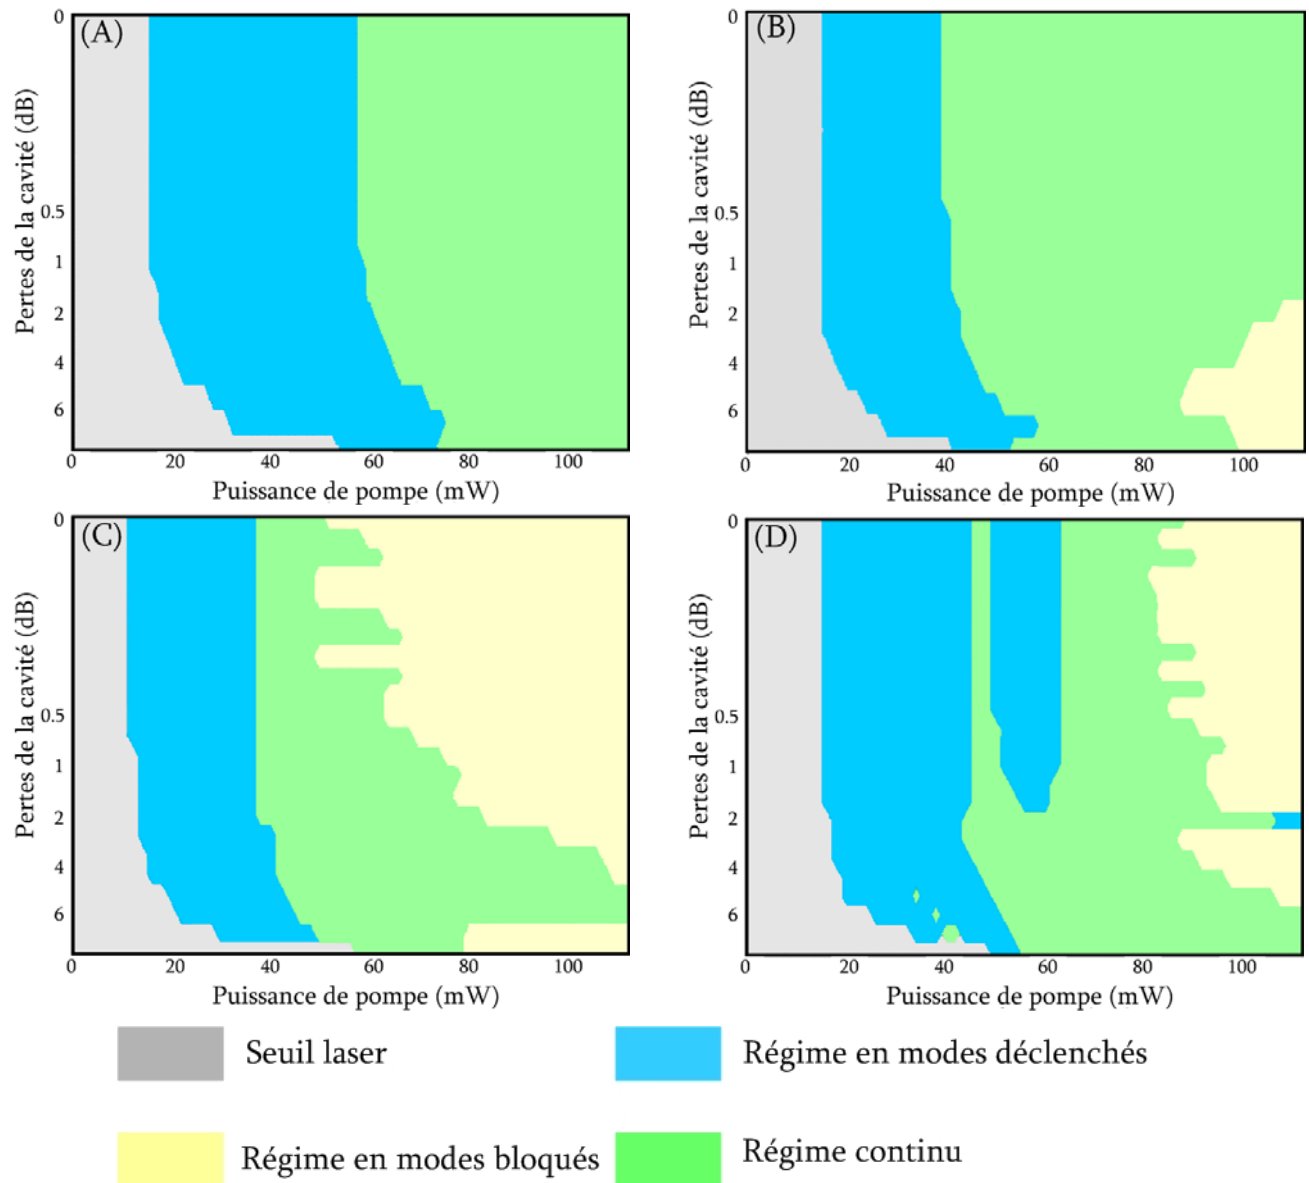 (A)
Pertes de la cavité (dB)
0
0.5
1
2
4
6
0 20 40 60 80 100
Puissance de pompe (mW)
(B)
Pertes de la cavité (dB)
0
0.5
1
2
4
6
0 20 40 60 80 100
Puissance de pompe (mW)
(C)
Pertes de la cavité (dB)
0
0.5
1
2
4
6
0 20 40 60 80 100
Puissance de pompe (mW)
(D)
Pertes de la cavité (dB)
0
0.5
1
2
4
6
0 20 40 60 80 100
Puissance de pompe (mW)
Seuil laser
Régime en modes déclenchés
Régime en modes bloqués
Régime continu